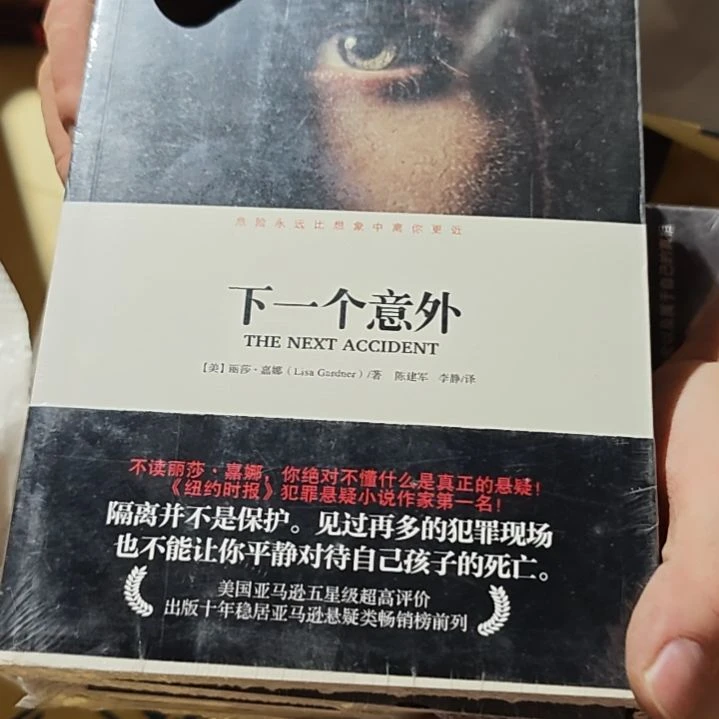 危险永远比想象中离你更近
下一个意外
THE NEXT ACCIDENT
【美】丽莎·嘉娜（Lisa Gardner）/著 陈建军 李静/译
不读丽莎·嘉娜，你绝对不懂什么是真正的悬疑！
《纽约时报》犯罪悬疑小说作家第一名！
隔离并不是保护。见过再多的犯罪现场
也不能让你平静对待自己孩子的死亡。
美国亚马逊五星级超高评价
出版十年稳居亚马逊悬疑类畅销榜前列